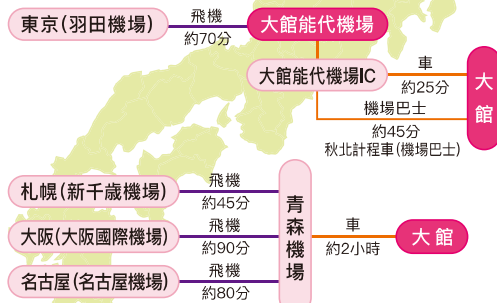 東京(羽田機場)
飛機
約70分
大館能代機場
大館能代機場IC
車
約25分
機場巴士
約45分
秋北計程車(機場巴士)
大館
札幌(新千歳機場)
飛機
約45分
大阪(大阪國際機場)
飛機
約90分
名古屋(名古屋機場)
飛機
約80分
青森機場
車
約2小時
大館